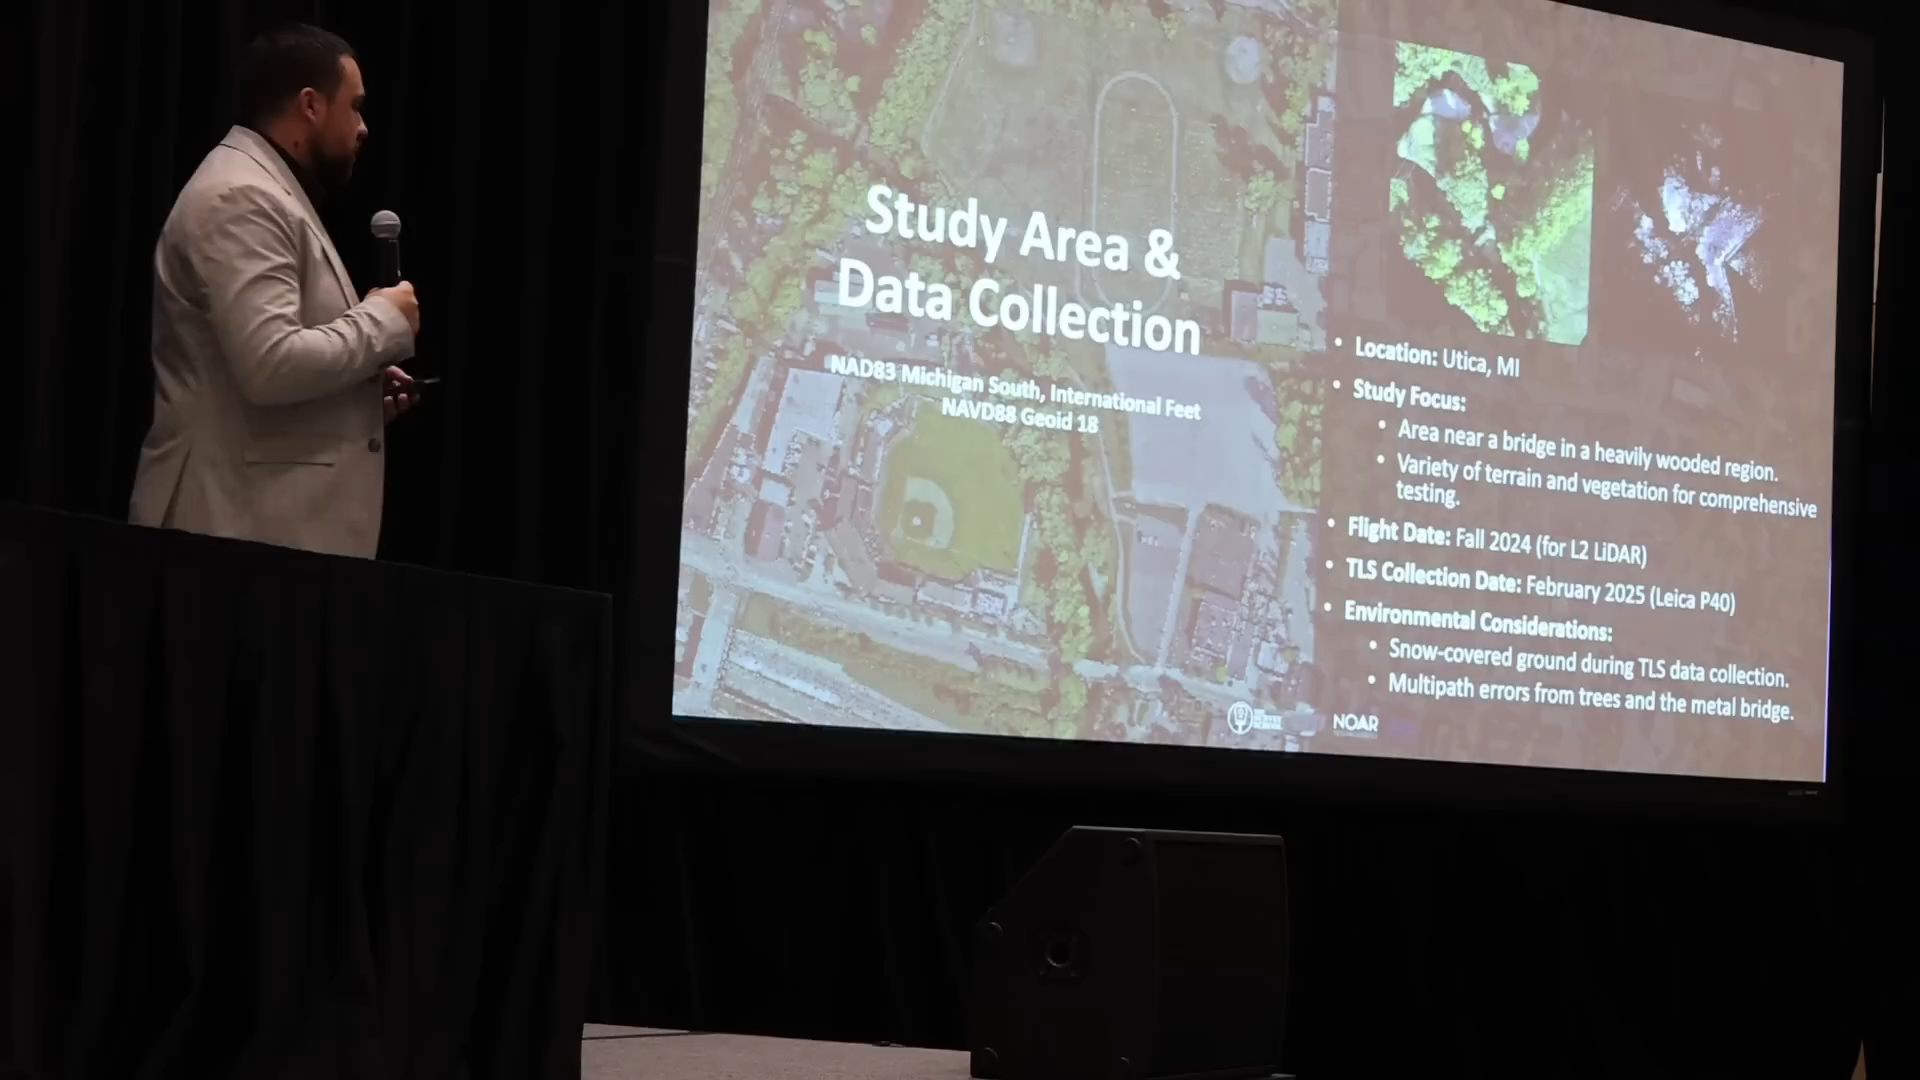 Study Area &
Data Collection
NAD83 Michigan South, International Feet
NAVD88 Geoid 18
• Location: Utica, MI
• Study Focus:
• Area near a bridge in a heavily wooded region.
• Variety of terrain and vegetation for comprehensive
testing.
• Flight Date: Fall 2024 (for L2 LiDAR)
• TLS Collection Date: February 2025 (Leica P40)
• Environmental Considerations:
• Snow-covered ground during TLS data collection.
• Multipath errors from trees and the metal bridge.
SCHOOL
NOAR